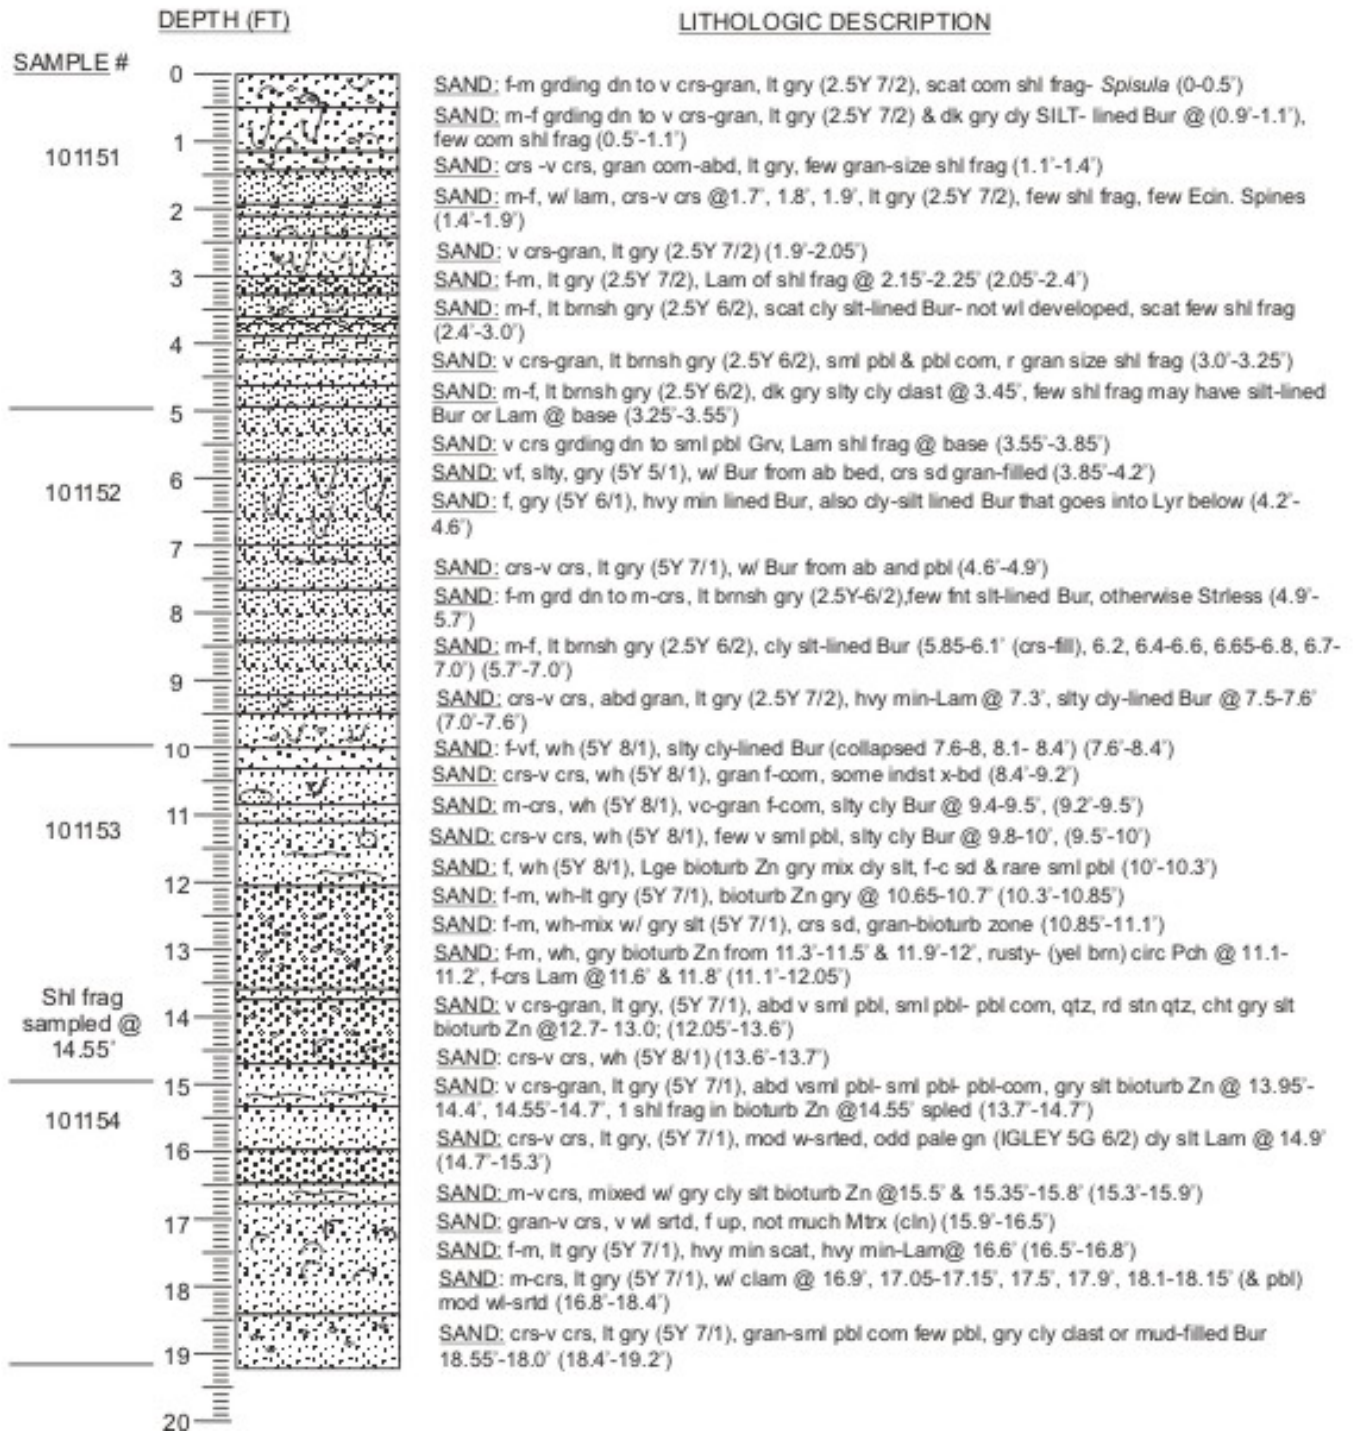 DEPTH (FT)
LITHOLOGIC DESCRIPTION
SAMPLE #
0
1
2
3
4
5
6
7
8
9
10
11
12
13
14
15
16
17
18
19
20
101151
101152
101153
Shl frag
sampled @
14.55'
101154
SAND: f-m grding dn to v crs-gran, lt gry (2.5Y 7/2), scat com shl frag- Spisula (0-0.5')
SAND: m-f grding dn to v crs-gran, lt gry (2.5Y 7/2) & dk gry cly SILT- lined Bur @ (0.9'-1.1'),
few com shl frag (0.5'-1.1')
SAND: crs -v crs, gran com-abd, lt gry, few gran-size shl frag (1.1'-1.4')
SAND: m-f, w/ lam, crs-v crs @1.7', 1.8', 1.9', lt gry (2.5Y 7/2), few shl frag, few Ecin. Spines
(1.4'-1.9')
SAND: v crs-gran, lt gry (2.5Y 7/2) (1.9'-2.05')
SAND: f-m, lt gry (2.5Y 7/2), Lam of shl frag @ 2.15'-2.25' (2.05'-2.4')
SAND: m-f, lt brnsh gry (2.5Y 6/2), scat cly slt-lined Bur- not wl developed, scat few shl frag
(2.4'-3.0')
SAND: v crs-gran, lt brnsh gry (2.5Y 6/2), sml pbl & pbl com, r gran size shl frag (3.0'-3.25')
SAND: m-f, lt brnsh gry (2.5Y 6/2), dk gry slty cly clast @ 3.45', few shl frag may have silt-lined
Bur or Lam @ base (3.25'-3.55')
SAND: v crs grding dn to sml pbl Grv, Lam shl frag @ base (3.55'-3.85')
SAND: vf, slty, gry (5Y 5/1), w/ Bur from ab bed, crs sd gran-filled (3.85'-4.2')
SAND: f, gry (5Y 6/1), hvy min lined Bur, also cly-silt lined Bur that goes into Lyr below (4.2'-
4.6')
SAND: crs-v crs, lt gry (5Y 7/1), w/ Bur from ab and pbl (4.6'-4.9')
SAND: f-m grd dn to m-crs, lt brnsh gry (2.5Y-6/2),few fnt slt-lined Bur, otherwise Strless (4.9'-
5.7')
SAND: m-f, lt brnsh gry (2.5Y 6/2), cly slt-lined Bur (5.85-6.1' (crs-fill), 6.2, 6.4-6.6, 6.65-6.8, 6.7-
7.0') (5.7'-7.0')
SAND: crs-v crs, abd gran, lt gry (2.5Y 7/2), hvy min-Lam @ 7.3', slty cly-lined Bur @ 7.5-7.6'
(7.0'-7.6')
SAND: f-vf, wh (5Y 8/1), slty cly-lined Bur (collapsed 7.6-8, 8.1- 8.4') (7.6'-8.4')
SAND: crs-v crs, wh (5Y 8/1), gran f-com, some indst x-bd (8.4'-9.2')
SAND: m-crs, wh (5Y 8/1), vc-gran f-com, slty cly Bur @ 9.4-9.5', (9.2'-9.5')
SAND: crs-v crs, wh (5Y 8/1), few v sml pbl, slty cly Bur @ 9.8-10', (9.5'-10')
SAND: f, wh (5Y 8/1), Lge bioturb Zn gry mix cly slt, f-c sd & rare sml pbl (10'-10.3')
SAND: f-m, wh-lt gry (5Y 7/1), bioturb Zn gry @ 10.65-10.7' (10.3'-10.85')
SAND: f-m, wh-mix w/ gry slt (5Y 7/1), crs sd, gran-bioturb zone (10.85'-11.1')
SAND: f-m, wh, gry bioturb Zn from 11.3'-11.5' & 11.9'-12', rusty- (yel brn) circ Pch @ 11.1-
11.2', f-crs Lam @11.6' & 11.8' (11.1'-12.05')
SAND: v crs-gran, lt gry, (5Y 7/1), abd v sml pbl, sml pbl- pbl com, qtz, rd stn qtz, cht gry slt
bioturb Zn @12.7- 13.0; (12.05'-13.6')
SAND: crs-v crs, wh (5Y 8/1) (13.6'-13.7')
SAND: v crs-gran, lt gry (5Y 7/1), abd vsml pbl- sml pbl- pbl-com, gry slt bioturb Zn @ 13.95'-
14.4', 14.55'-14.7', 1 shl frag in bioturb Zn @14.55' spled (13.7'-14.7')
SAND: crs-v crs, lt gry, (5Y 7/1), mod w-srted, odd pale gn (IGLEY 5G 6/2) cly slt Lam @ 14.9'
(14.7'-15.3')
SAND: m-v crs, mixed w/ gry cly slt bioturb Zn @15.5' & 15.35'-15.8' (15.3'-15.9')
SAND: gran-v crs, v wl srtd, f up, not much Mtrx (cln) (15.9'-16.5')
SAND: f-m, lt gry (5Y 7/1), hvy min scat, hvy min-Lam@ 16.6' (16.5'-16.8')
SAND: m-crs, lt gry (5Y 7/1), w/ clam @ 16.9', 17.05-17.15', 17.5', 17.9', 18.1-18.15' (& pbl)
mod wl-srtd (16.8'-18.4')
SAND: crs-v crs, lt gry (5Y 7/1), gran-sml pbl com few pbl, gry cly clast or mud-filled Bur
18.55'-18.0' (18.4'-19.2')